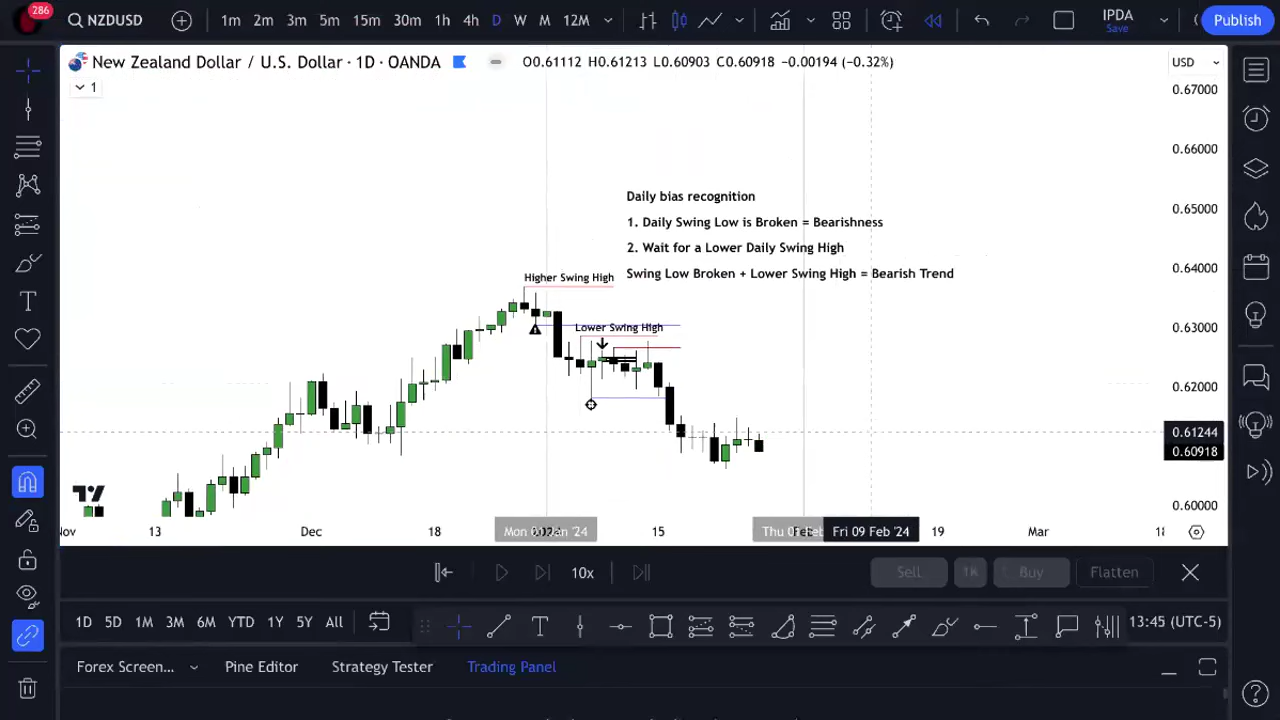 286
NZDUSD
1m 2m 3m 5m 15m 30m 1h 4h D W M 12M
IPDA
Save
Publish
New Zealand Dollar / U.S. Dollar · 1D · OANDA
O0.61112 H0.61213 L0.60903 C0.60918 −0.00194 (−0.32%)
USD
1
0.67000
0.66000
0.65000
0.64000
0.63000
0.62000
0.61244
0.60918
0.60000
Daily bias recognition
1. Daily Swing Low is Broken = Bearishness
2. Wait for a Lower Daily Swing High
Swing Low Broken + Lower Swing High = Bearish Trend
Higher Swing High
Lower Swing High
Nov 13 Dec 18 15 Fri 09 Feb '24 19 Mar 18
10x
Sell
1K
Buy
Flatten
1D 5D 1M 3M 6M YTD 1Y 5Y All
13:45 (UTC-5)
Forex Screen... Pine Editor Strategy Tester Trading Panel